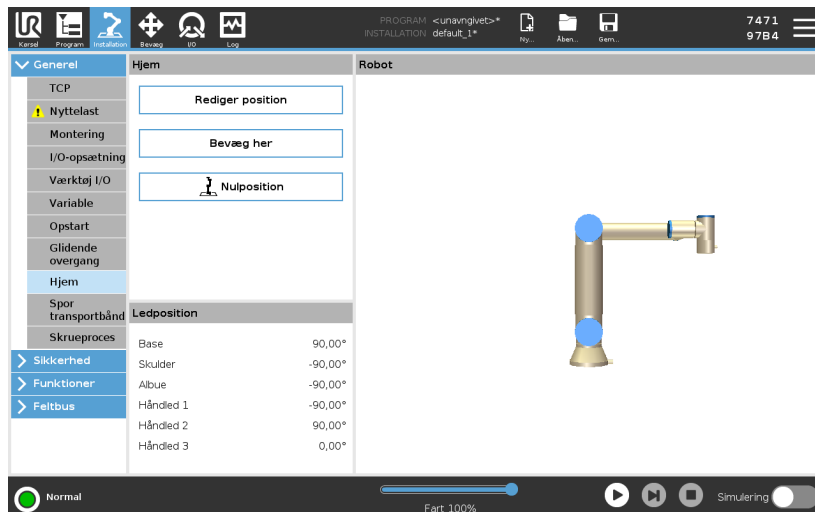 UR
Kørsel
Program
Installation
Bevæg
I/O
Log
PROGRAM <unavngivet>*
INSTALLATION default_1*
Ny...
Åben...
Gem...
7471
97B4
Generel
TCP
Nyttelast
Montering
I/O-opsætning
Værktøj I/O
Variable
Opstart
Glidende
overgang
Hjem
Spor
transportbånd
Skrueproces
Sikkerhed
Funktioner
Feltbus
Hjem
Rediger position
Bevæg her
Nulposition
Ledposition
Base 90,00°
Skulder -90,00°
Albue -90,00°
Håndled 1 -90,00°
Håndled 2 90,00°
Håndled 3 0,00°
Robot
Normal
Fart 100%
Simulering